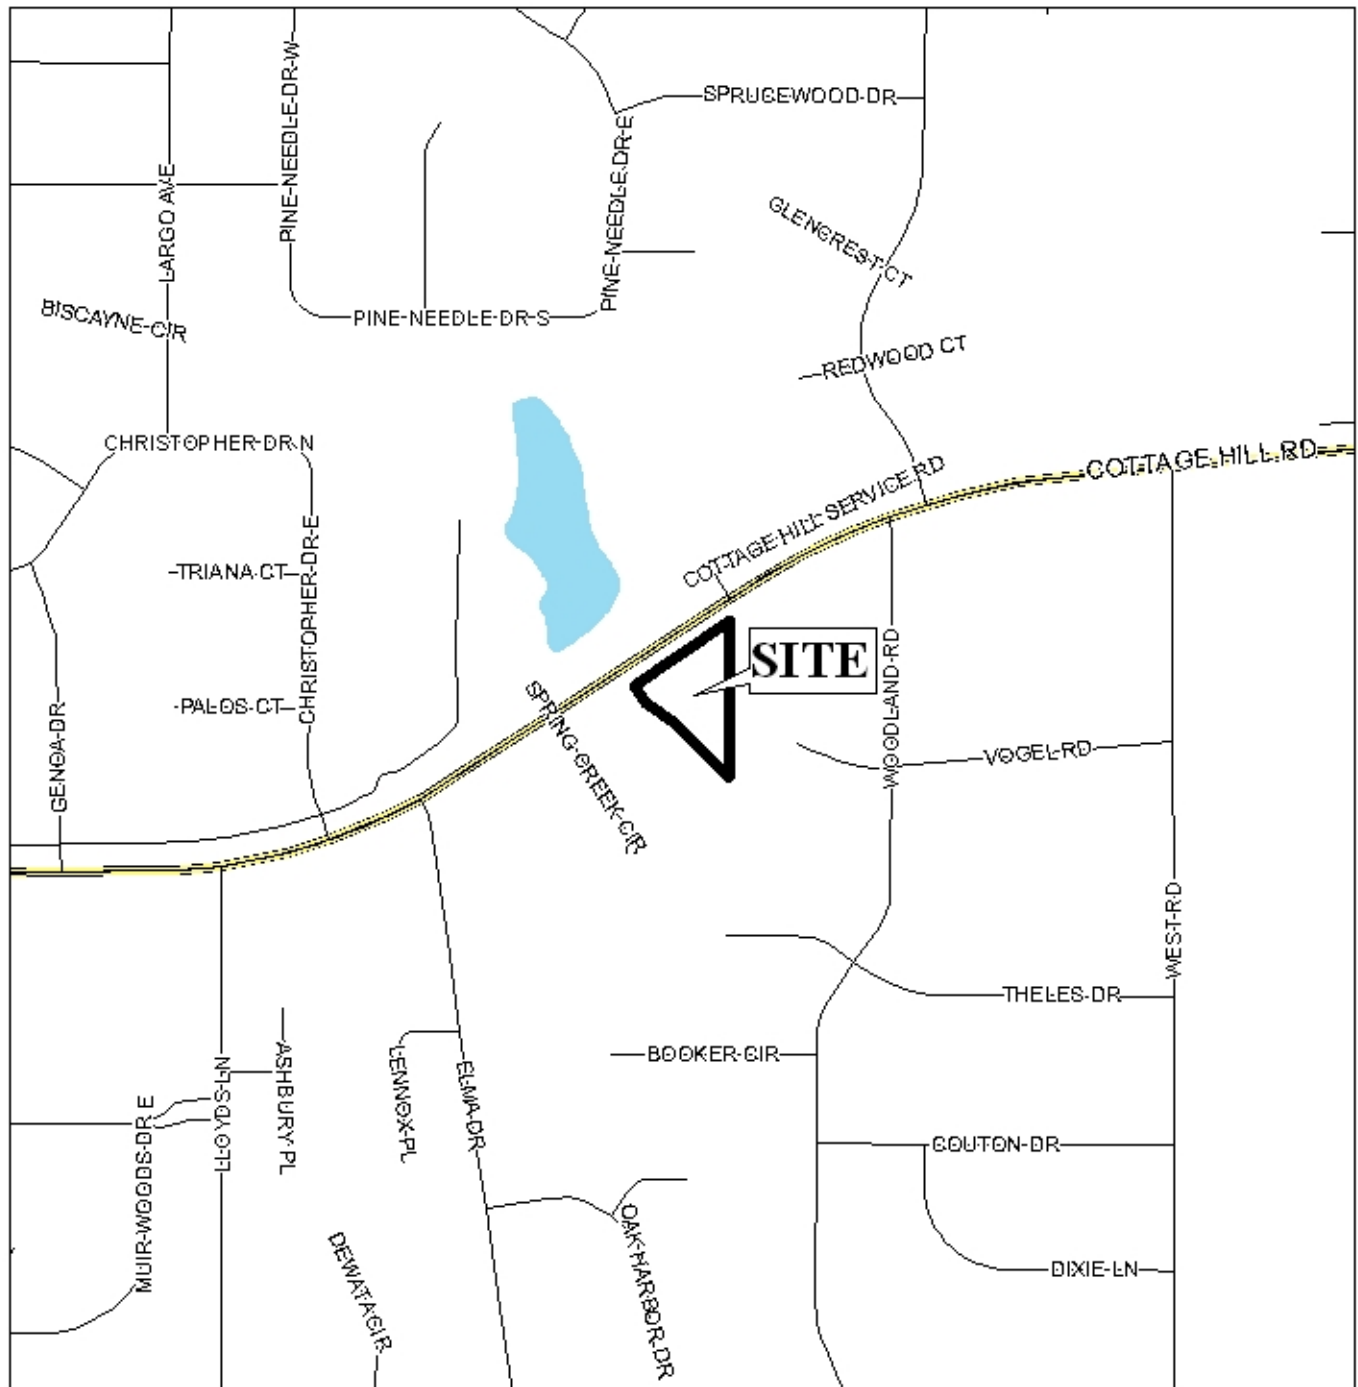 PINE NEEDLE DR W
SPRUCEWOOD DR
PINE NEEDLE DR E
LARGO AVE
GLENCREST CT
BISCAYNE CIR
PINE NEEDLE DR S
REDWOOD CT
CHRISTOPHER DR N
COTTAGE HILL RD
COTTAGE HILL SERVICE RD
TRIANA CT
CHRISTOPHER DR E
SITE
WOODLAND RD
PALOS CT
GENOA DR
SPRING CREEK CIR
VOGEL RD
WEST RD
THELES DR
BOOKER CIR
ASHBURY PL
LENNOX PL
ELMA DR
LLOYDS LN
MUIR WOODS DR E
COUTON DR
OAK HARBOR DR
DEWATA CIR
DIXIE LN